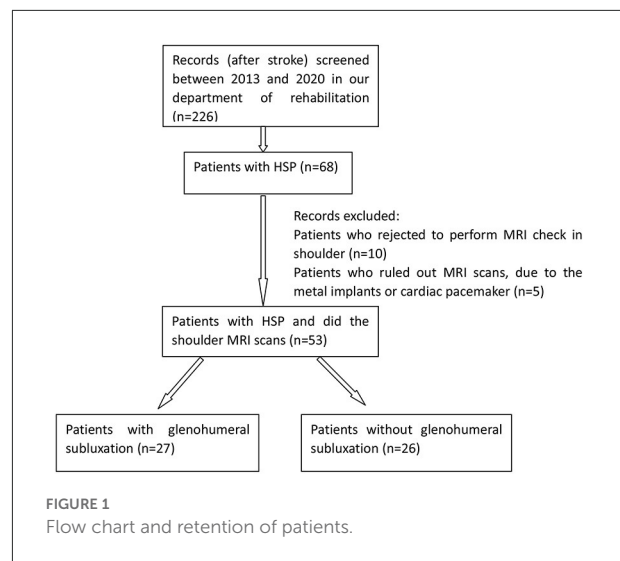 Records (after stroke) screened
between 2013 and 2020 in our
department of rehabilitation
(n=226)
Patients with HSP (n=68)
Records excluded:
Patients who rejected to perform MRI check in
shoulder (n=10)
Patients who ruled out MRI scans, due to the
metal implants or cardiac pacemaker (n=5)
Patients with HSP and did the
shoulder MRI scans (n=53)
Patients with glenohumeral
subluxation (n=27)
Patients without glenohumeral
subluxation (n=26)
FIGURE 1
Flow chart and retention of patients.